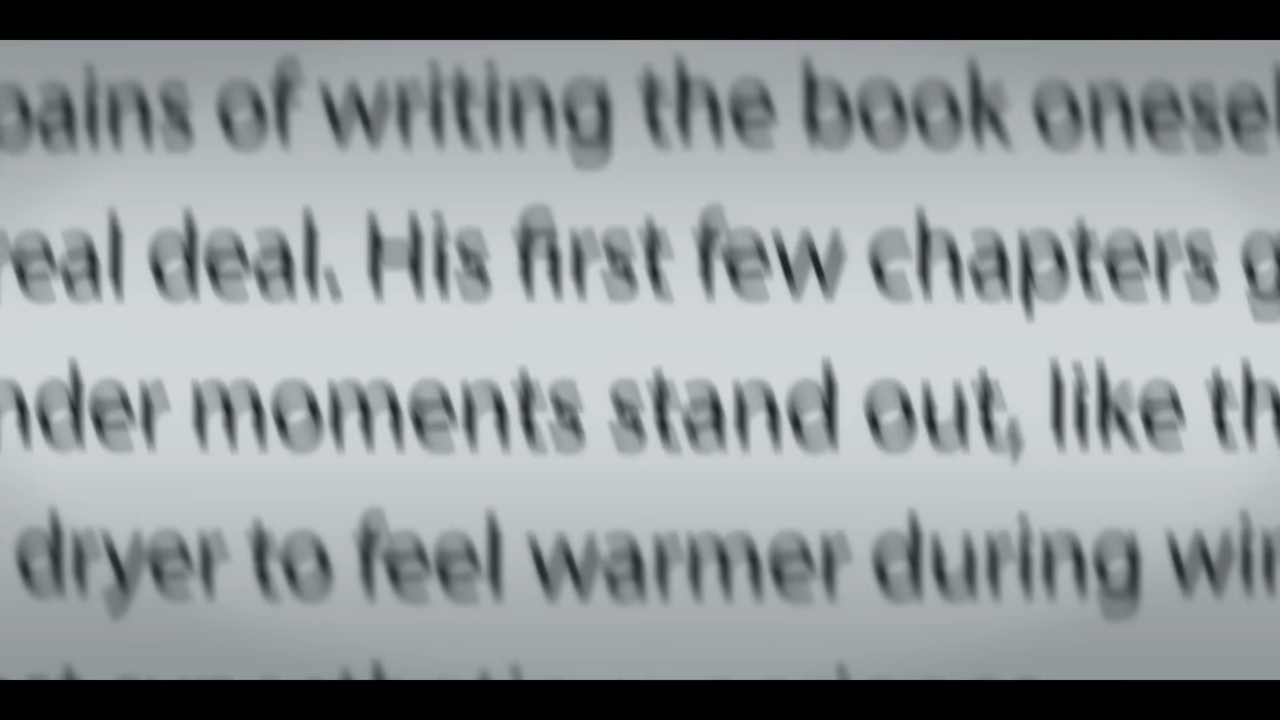 pains of writing the book onesel
real deal. His first few chapters g
nder moments stand out, like th
dryer to feel warmer during win